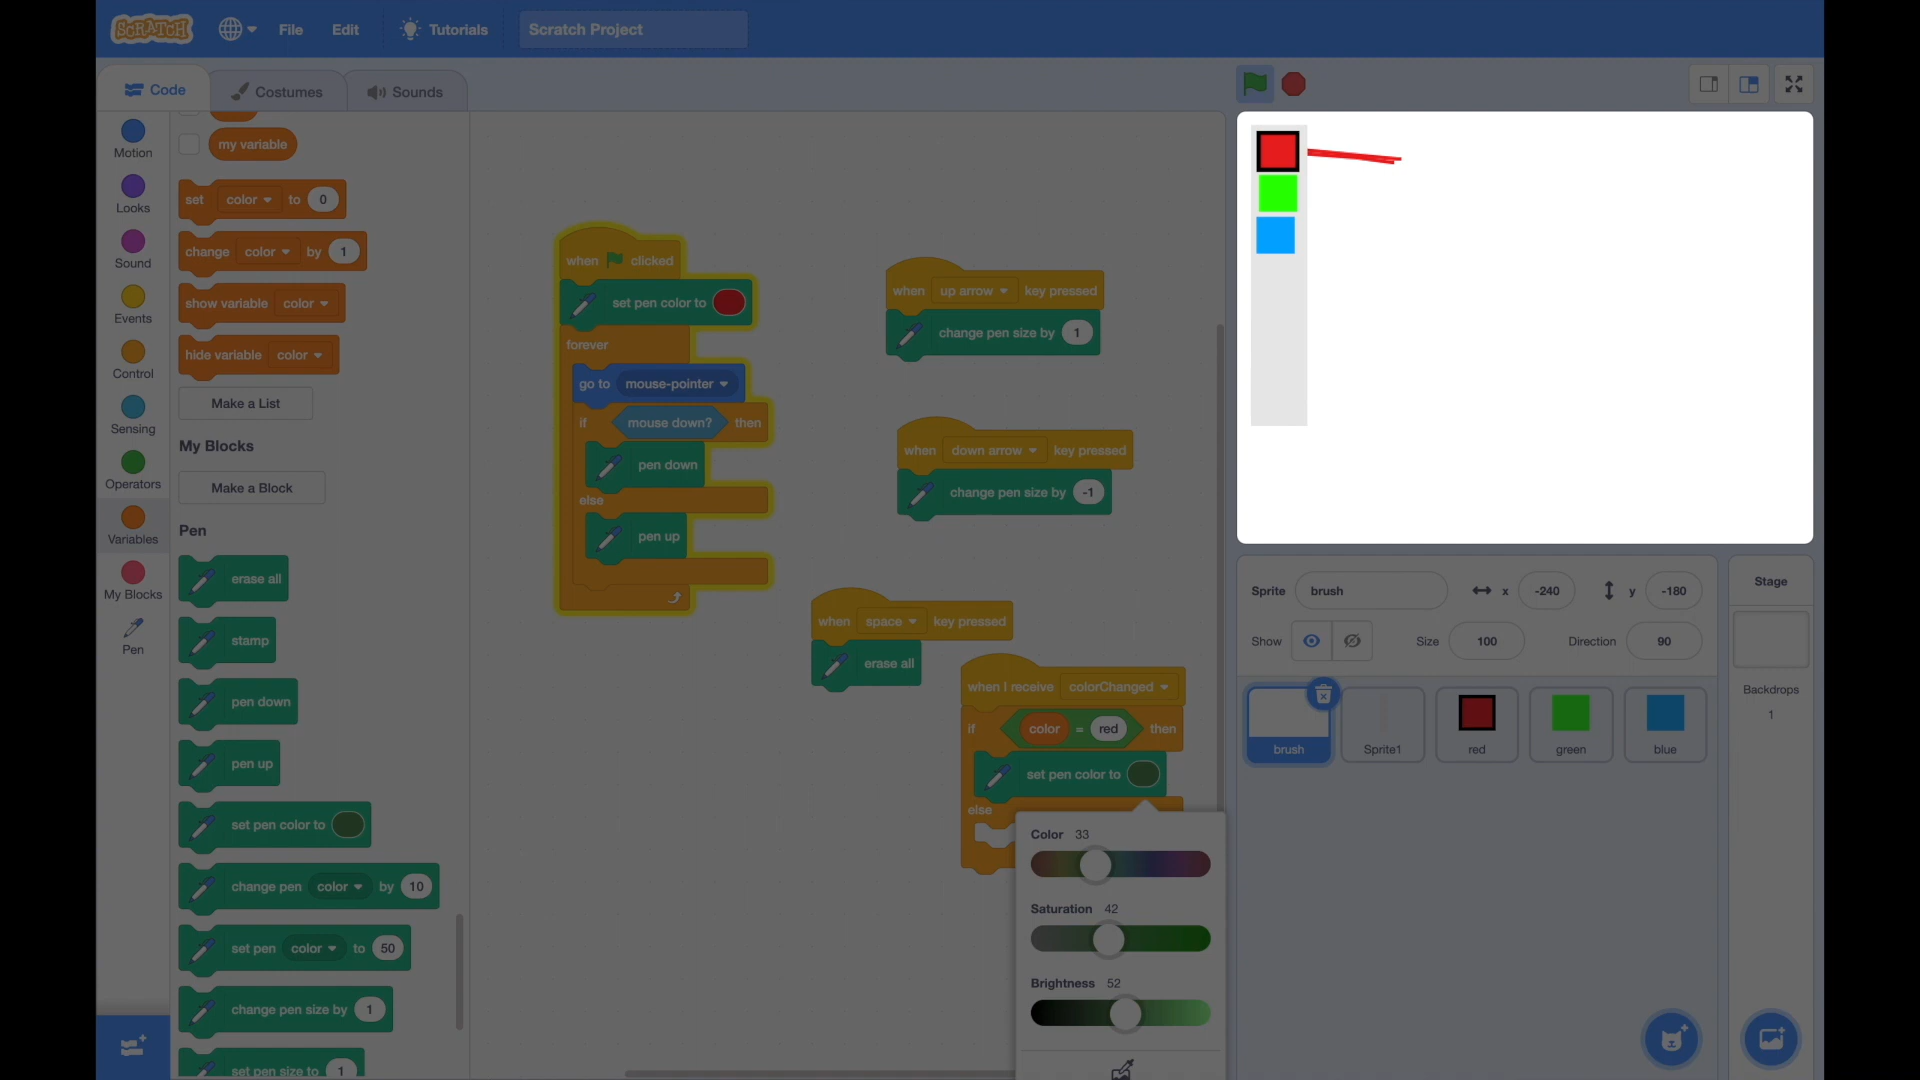 SCRATCH
File
Edit
Tutorials
Scratch Project
Code
Costumes
Sounds
Motion
Looks
Sound
Events
Control
Sensing
Operators
Variables
My Blocks
Pen
my variable
set color to 0
change color by 1
show variable color
hide variable color
Make a List
My Blocks
Make a Block
Pen
erase all
stamp
pen down
pen up
set pen color to
change pen color by 10
set pen color to 50
change pen size by 1
set pen size to 1
when clicked
set pen color to
forever
go to mouse-pointer
if mouse down? then
pen down
else
pen up
when up arrow key pressed
change pen size by 1
when down arrow key pressed
change pen size by -1
when space key pressed
erase all
when I receive colorChanged
if color = red then
set pen color to
else
Color 33
Saturation 42
Brightness 52
Sprite brush x -240 y -180
Show Size 100 Direction 90
brush
Sprite1
red
green
blue
Stage
Backdrops
1